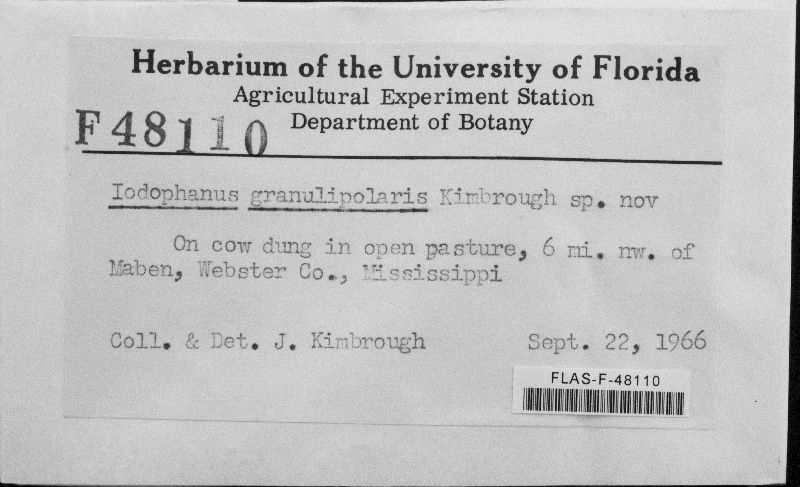 Herbarium of the University of Florida
Agricultural Experiment Station
Department of Botany
F48110
Iodophanus granulipolaris Kimbrough sp. nov
On cow dung in open pasture, 6 mi. nw. of
Maben, Webster Co., Mississippi
Coll. & Det. J. Kimbrough Sept. 22, 1966
FLAS-F-48110